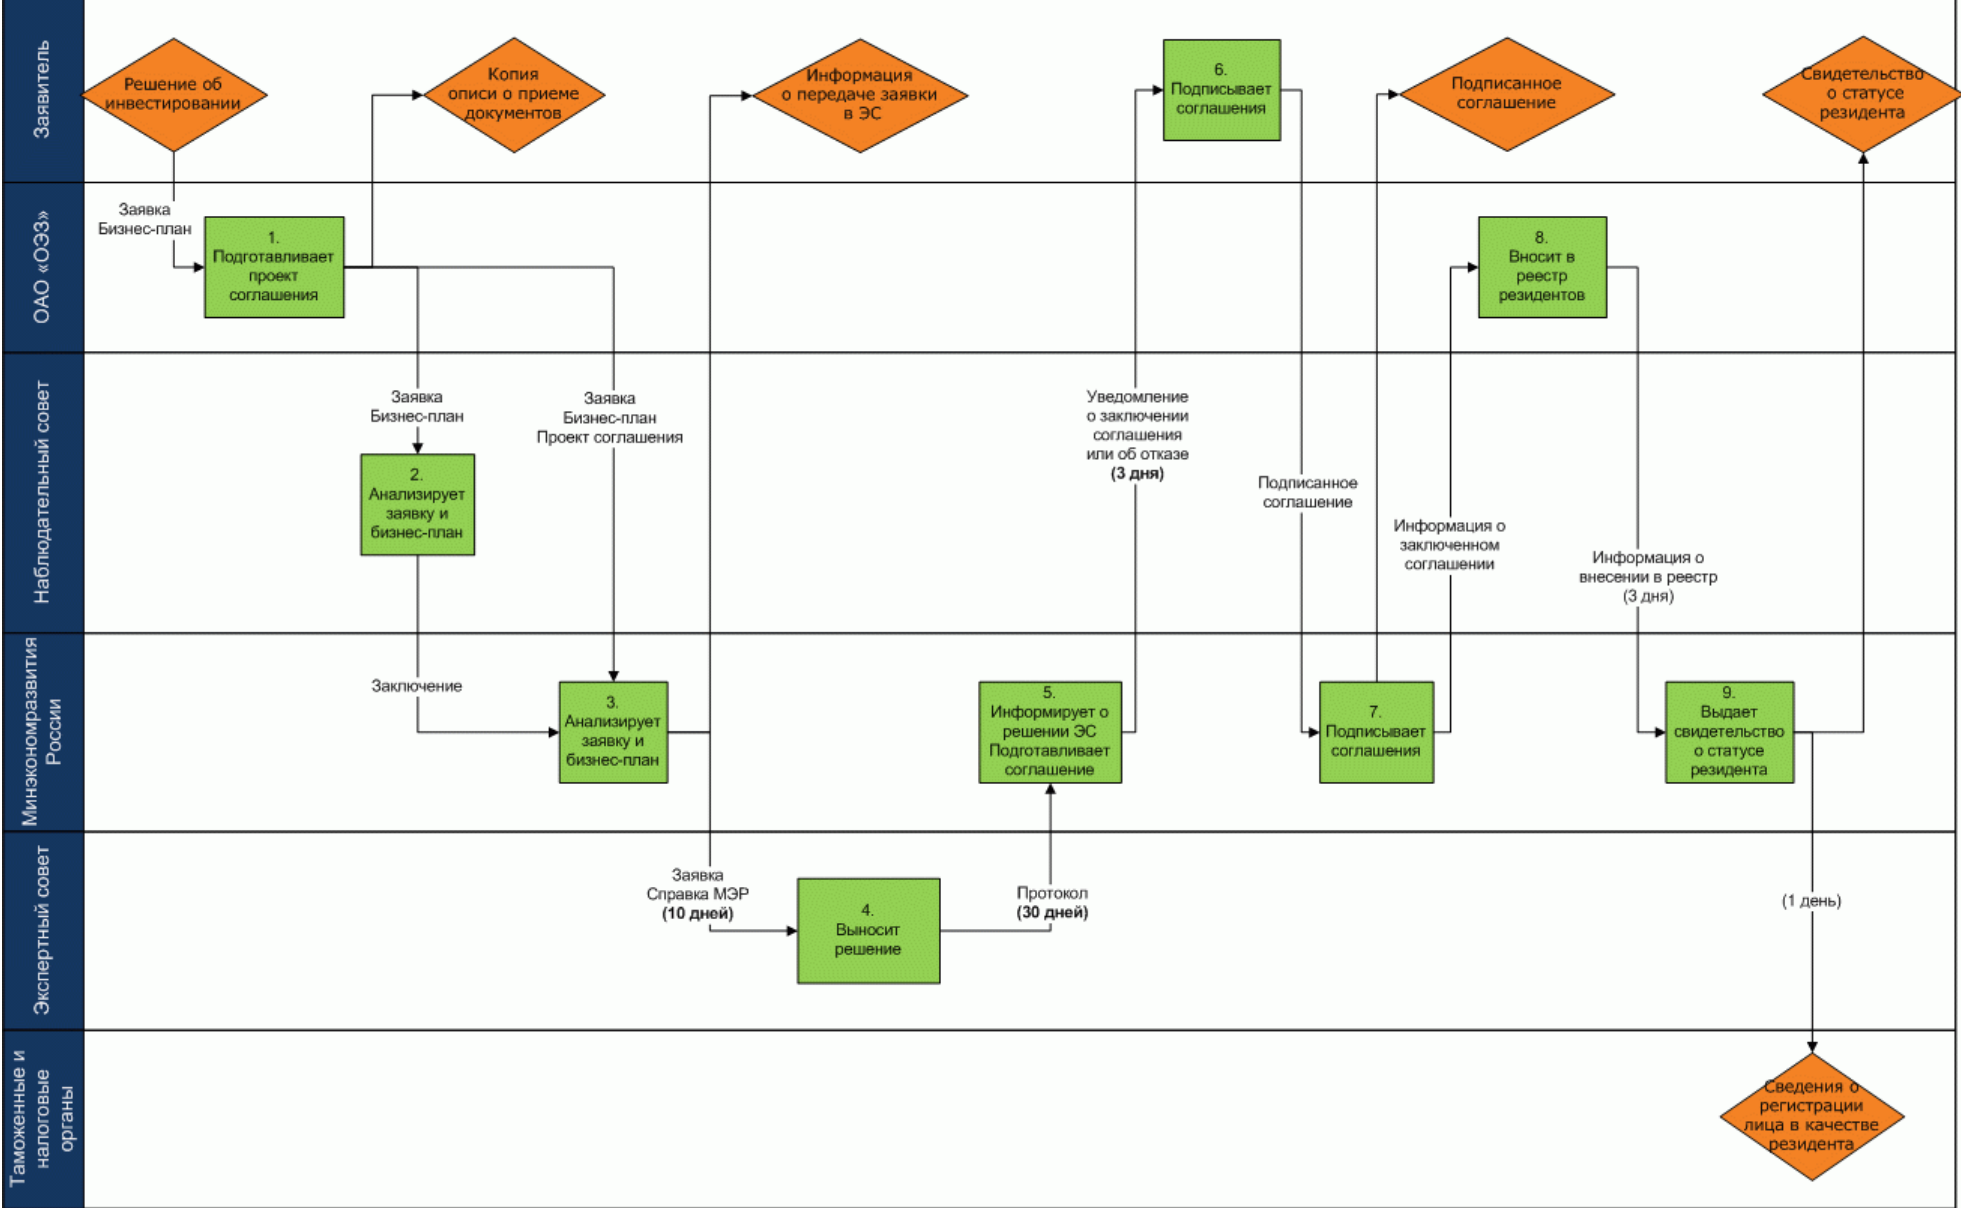 Заявитель
Решение об
инвестировании
Копия
описи о приеме
документов
Информация
о передаче заявки
в ЭС
6.
Подписывает
соглашения
Подписанное
соглашение
Свидетельство
о статусе
резидента
ОАО «ОЭЗ»
Заявка
Бизнес-план
1.
Подготавливает
проект
соглашения
8.
Вносит в
реестр
резидентов
Наблюдательный совет
Заявка
Бизнес-план
2.
Анализирует
заявку и
бизнес-план
Заявка
Бизнес-план
Проект соглашения
Уведомление
о заключении
соглашения
или об отказе
(3 дня)
Подписанное
соглашение
Информация о
заключенном
соглашении
Информация о
внесении в реестр
(3 дня)
Минэкономразвития
России
Заключение
3.
Анализирует
заявку и
бизнес-план
5.
Информирует о
решении ЭС
Подготавливает
соглашение
7.
Подписывает
соглашения
9.
Выдает
свидетельство
о статусе
резидента
Экспертный совет
Заявка
Справка МЭР
(10 дней)
4.
Выносит
решение
Протокол
(30 дней)
(1 день)
Таможенные и
налоговые
органы
Сведения о
регистрации
лица в качестве
резидента